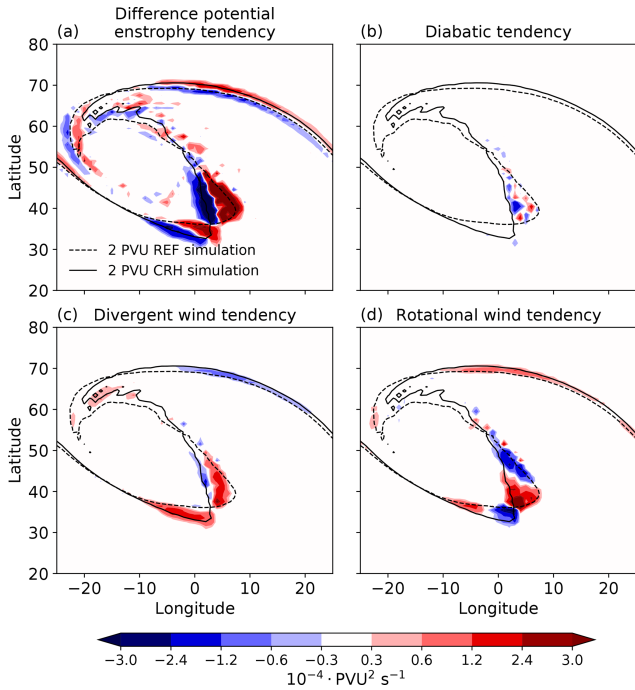 Difference potential
(a) enstrophy tendency
(b) Diabatic tendency
80
70
60
50
40
30
20
Latitude
2 PVU REF simulation
2 PVU CRH simulation
(c) Divergent wind tendency
(d) Rotational wind tendency
80
70
60
50
40
30
20
Latitude
−20 −10 0 10 20
−20 −10 0 10 20
Longitude
Longitude
−3.0 −2.4 −1.2 −0.6 −0.3 0.3 0.6 1.2 2.4 3.0
10⁻⁴ · PVU² s⁻¹